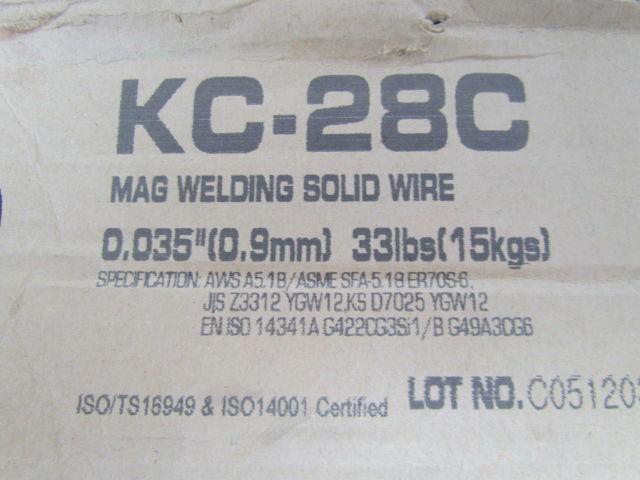 KC-28C
MAG WELDING SOLID WIRE
0.035"(0.9mm) 33lbs(15kgs)
SPECIFICATION: AWS A5.18/ASME SFA-5.18 ER70S-6,
JIS Z3312 YGW12,KS D7025 YGW12
EN ISO 14341A G422CG3Si1/B G49A3CG6
ISO/TS16949 & ISO14001 Certified
LOT NO.